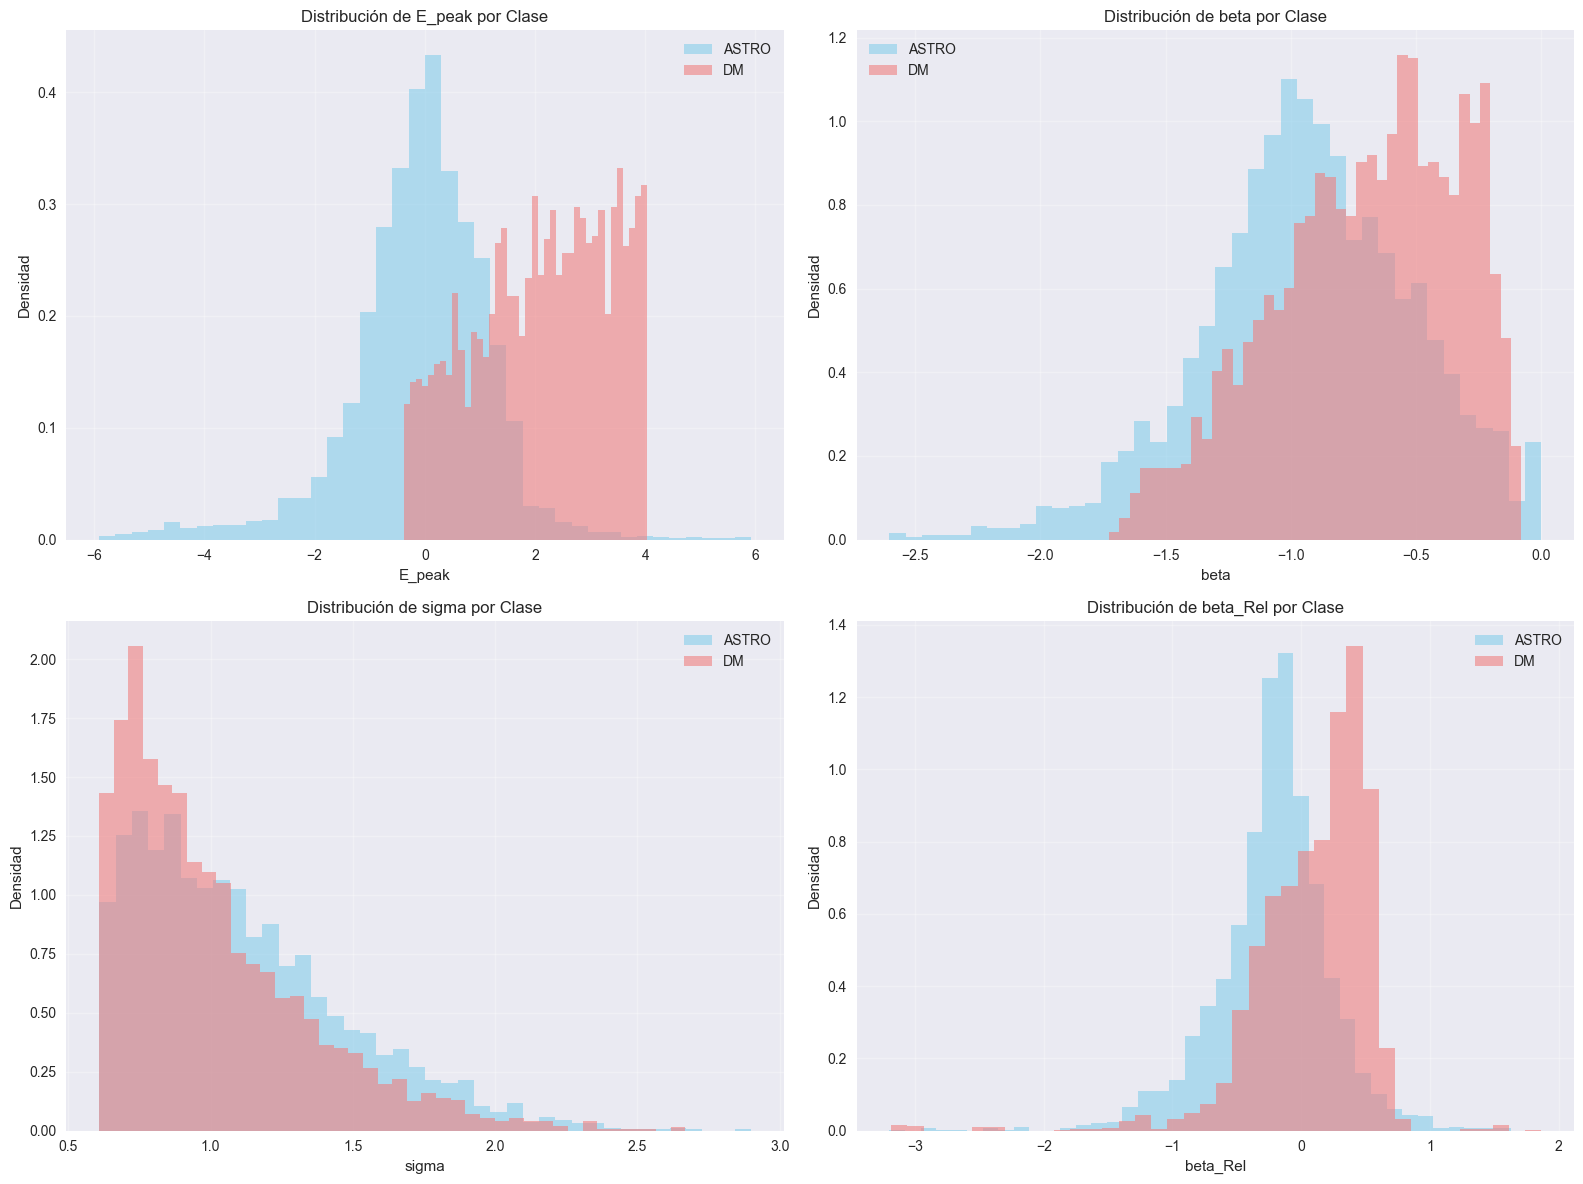 Distribución de E_peak por Clase
ASTRO
DM
Densidad
0.4
0.3
0.2
0.1
0.0
−6 −4 −2 0 2 4 6
E_peak
Distribución de beta por Clase
ASTRO
DM
Densidad
1.2
1.0
0.8
0.6
0.4
0.2
0.0
−2.5 −2.0 −1.5 −1.0 −0.5 0.0
beta
Distribución de sigma por Clase
ASTRO
DM
Densidad
2.00
1.75
1.50
1.25
1.00
0.75
0.50
0.25
0.00
0.5 1.0 1.5 2.0 2.5 3.0
sigma
Distribución de beta_Rel por Clase
ASTRO
DM
Densidad
1.4
1.2
1.0
0.8
0.6
0.4
0.2
0.0
−3 −2 −1 0 1 2
beta_Rel